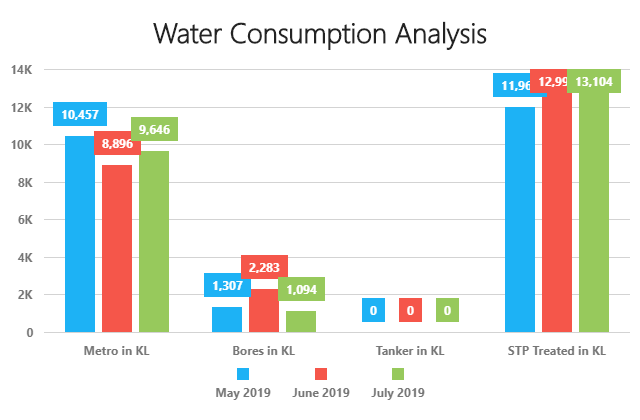 Water Consumption Analysis
14K
12K
10K
8K
6K
4K
2K
0
10,457
8,896
9,646
1,307
2,283
1,094
0
0
0
13,104
Metro in KL
Bores in KL
Tanker in KL
STP Treated in KL
May 2019
June 2019
July 2019